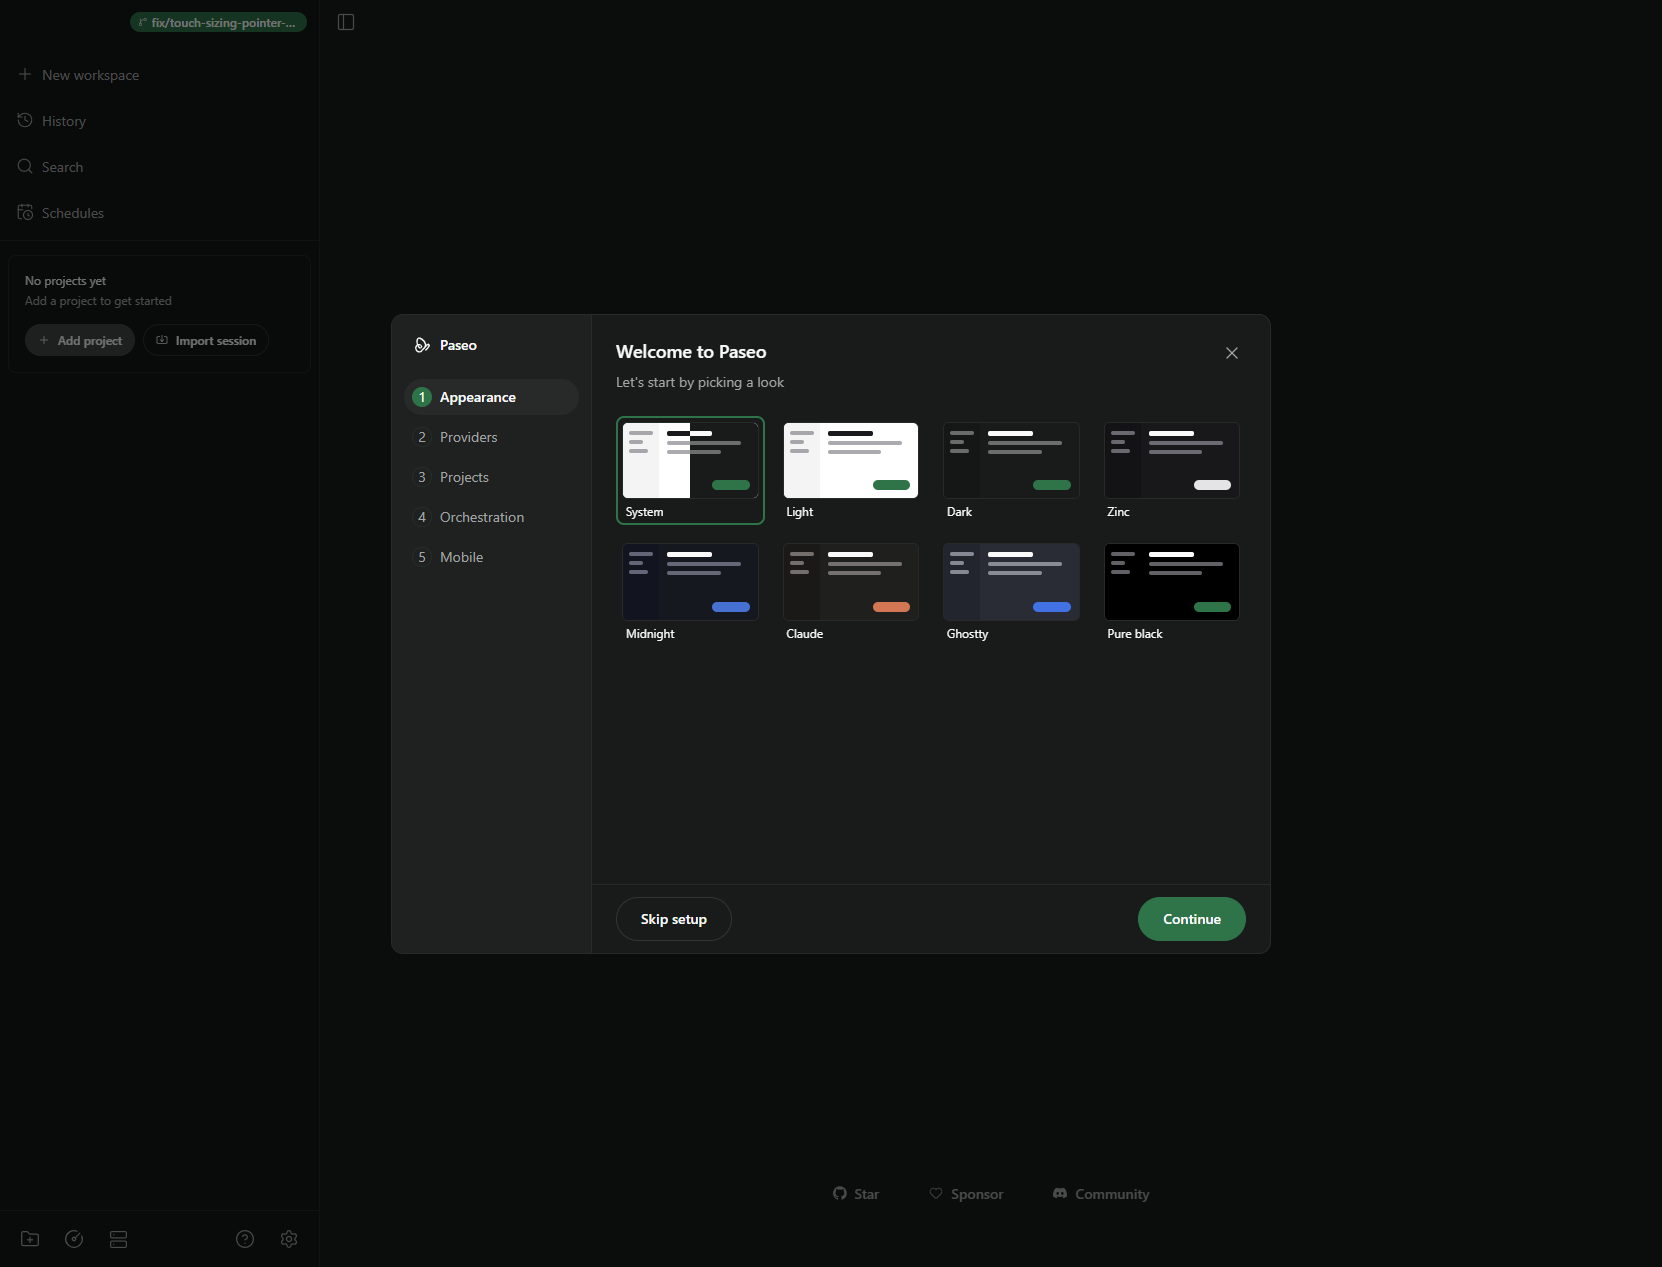 fix/touch-sizing-pointer-...
New workspace
History
Search
Schedules
No projects yet
Add a project to get started
Add project
Import session
Paseo
1 Appearance
2 Providers
3 Projects
4 Orchestration
5 Mobile
Welcome to Paseo
Let's start by picking a look
System
Light
Dark
Zinc
Midnight
Claude
Ghostty
Pure black
Skip setup
Continue
Star
Sponsor
Community